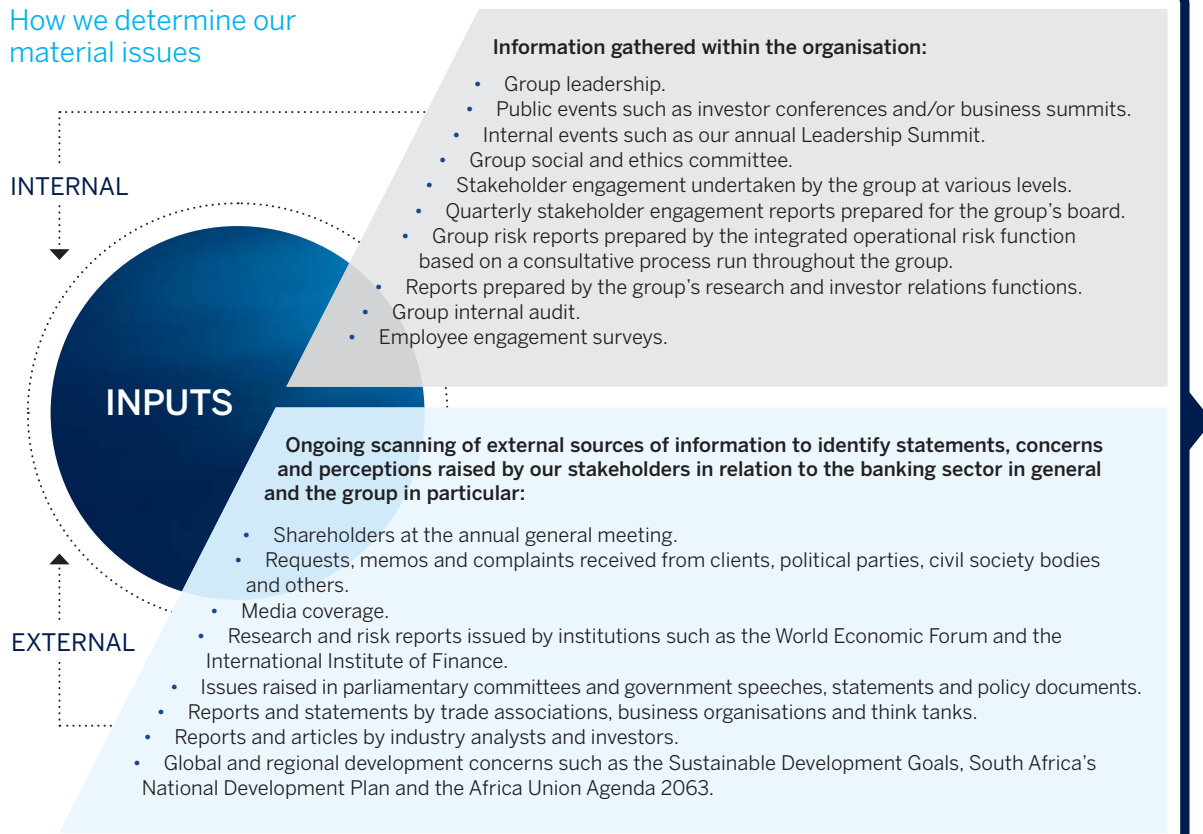 How we determine our
material issues
Information gathered within the organisation:
• Group leadership.
• Public events such as investor conferences and/or business summits.
• Internal events such as our annual Leadership Summit.
• Group social and ethics committee.
• Stakeholder engagement undertaken by the group at various levels.
• Quarterly stakeholder engagement reports prepared for the group's board.
• Group risk reports prepared by the integrated operational risk function
based on a consultative process run throughout the group.
• Reports prepared by the group's research and investor relations functions.
• Group internal audit.
• Employee engagement surveys.
INTERNAL
INPUTS
EXTERNAL
Ongoing scanning of external sources of information to identify statements, concerns
and perceptions raised by our stakeholders in relation to the banking sector in general
and the group in particular:
• Shareholders at the annual general meeting.
• Requests, memos and complaints received from clients, political parties, civil society bodies
and others.
• Media coverage.
• Research and risk reports issued by institutions such as the World Economic Forum and the
International Institute of Finance.
• Issues raised in parliamentary committees and government speeches, statements and policy documents.
• Reports and statements by trade associations, business organisations and think tanks.
• Reports and articles by industry analysts and investors.
• Global and regional development concerns such as the Sustainable Development Goals, South Africa's
National Development Plan and the Africa Union Agenda 2063.